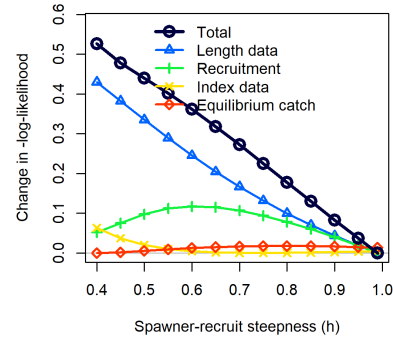 Change in -log-likelihood
0.6
0.5
0.4
0.3
0.2
0.1
0.0
Total
Length data
Recruitment
Index data
Equilibrium catch
0.4 0.5 0.6 0.7 0.8 0.9 1.0
Spawner-recruit steepness (h)